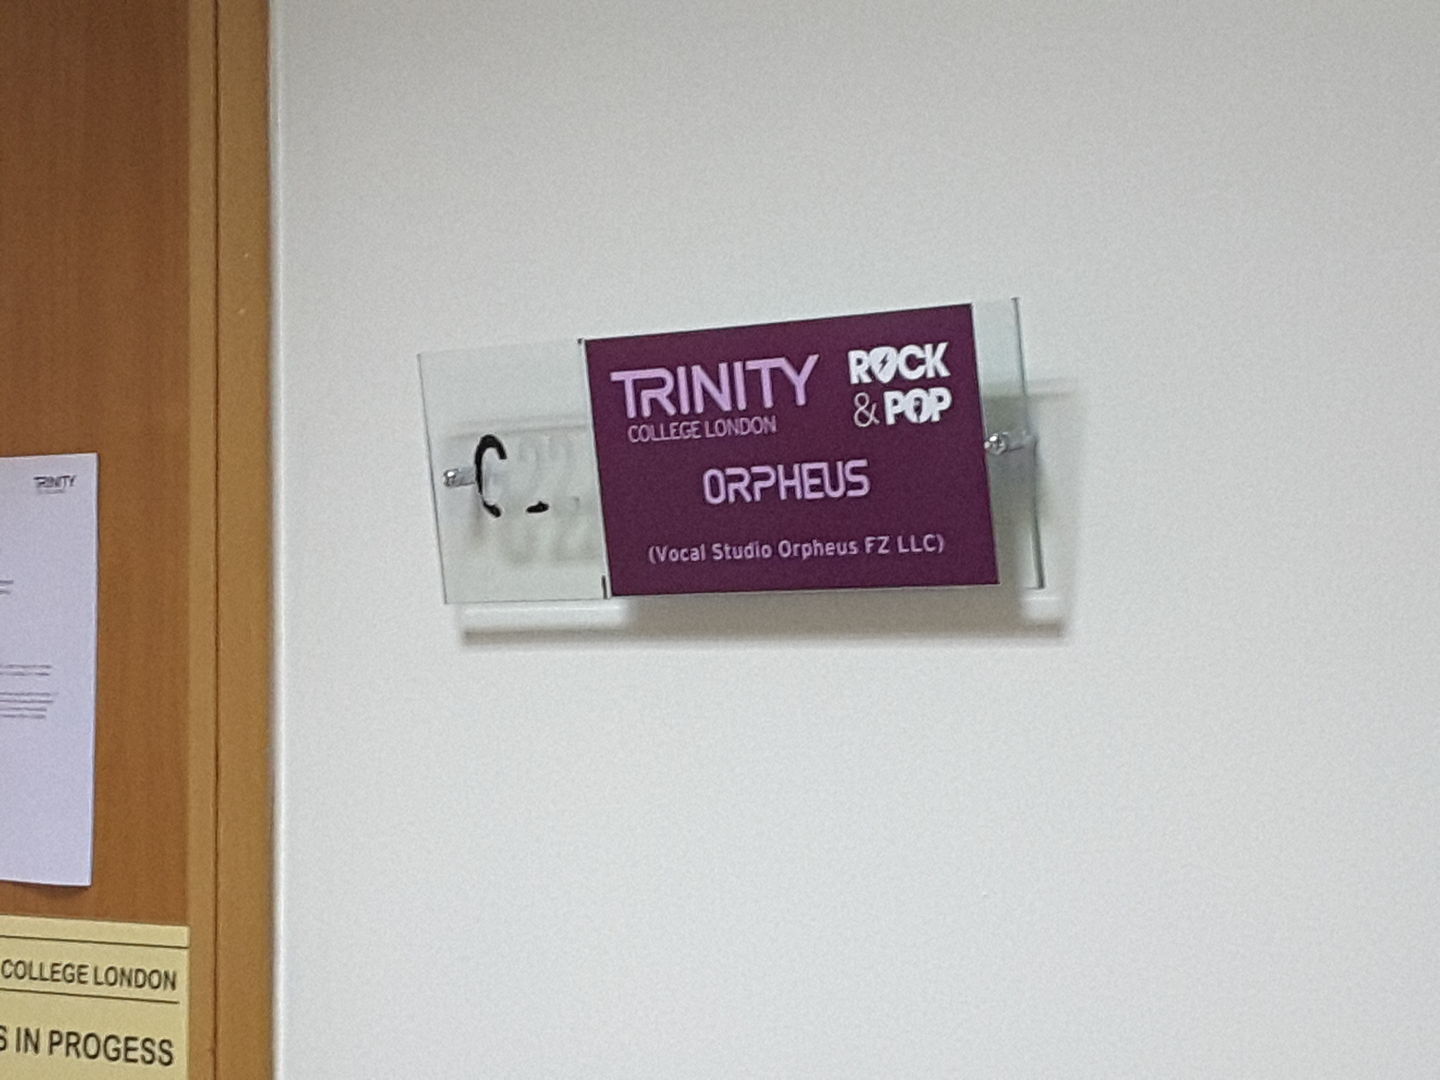 TRINITY
COLLEGE LONDON
ROCK
& POP
ORPHEUS
(Vocal Studio Orpheus FZ LLC)
TRINITY
COLLEGE LONDON
S IN PROGESS